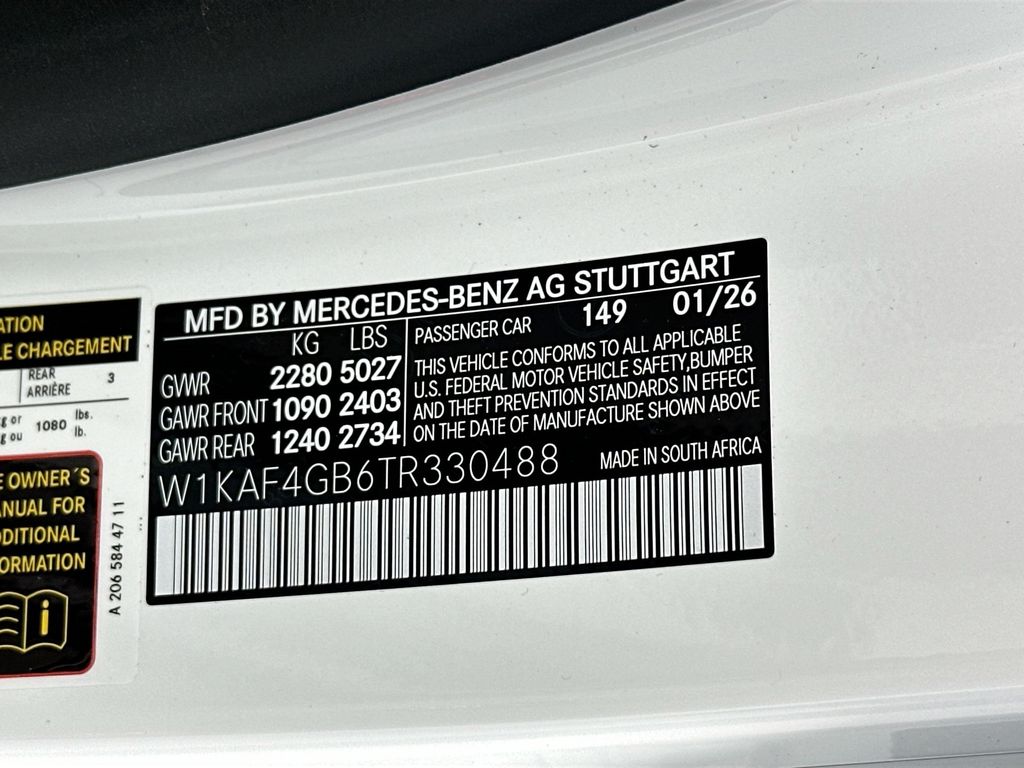 MFD BY MERCEDES-BENZ AG STUTTGART
KG LBS
GVWR 2280 5027
GAWR FRONT 1090 2403
GAWR REAR 1240 2734
PASSENGER CAR 149 01/26
THIS VEHICLE CONFORMS TO ALL APPLICABLE
U.S. FEDERAL MOTOR VEHICLE SAFETY,BUMPER
AND THEFT PREVENTION STANDARDS IN EFFECT
ON THE DATE OF MANUFACTURE SHOWN ABOVE
W1KAF4GB6TR330488
MADE IN SOUTH AFRICA
ATION
LE CHARGEMENT
REAR 3
ARRIÈRE
g or 1080 lbs.
g ou lb.
E OWNER´S
ANUAL FOR
DDITIONAL
FORMATION
i
A 206 584 47 11